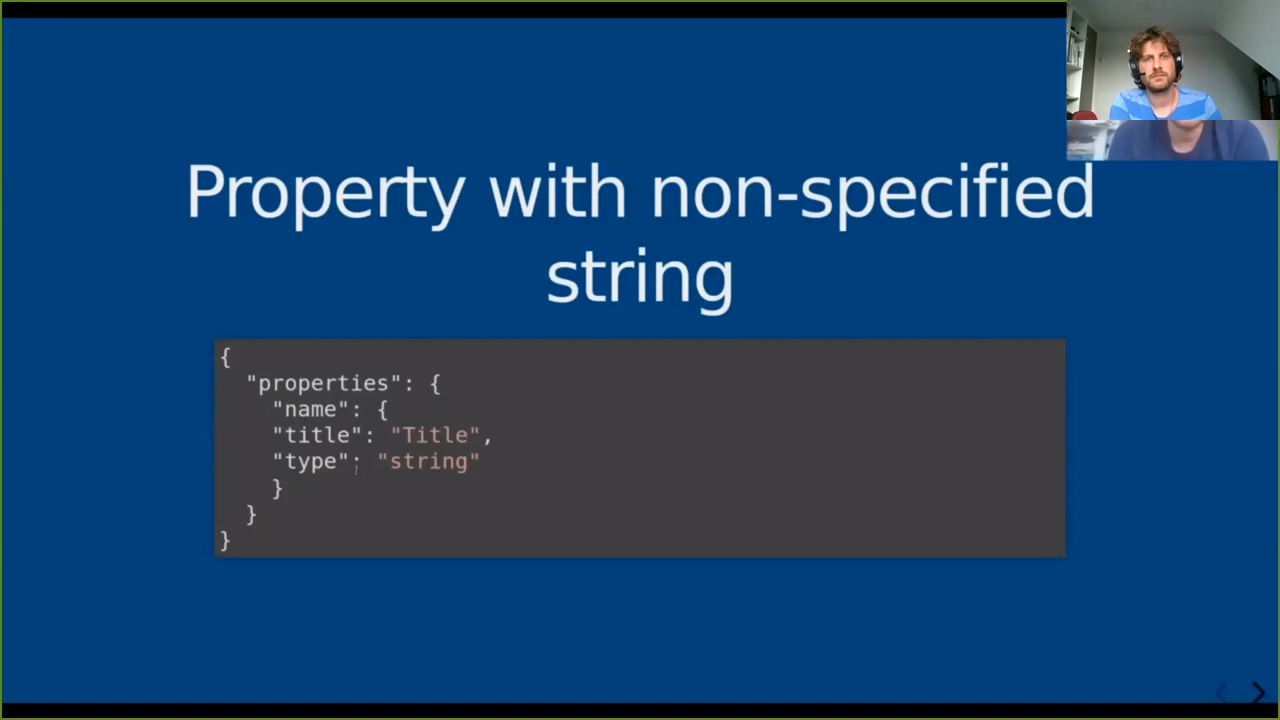 Property with non-specified
string
{
  "properties": {
    "name": {
    "title": "Title",
    "type": "string"
    }
  }
}